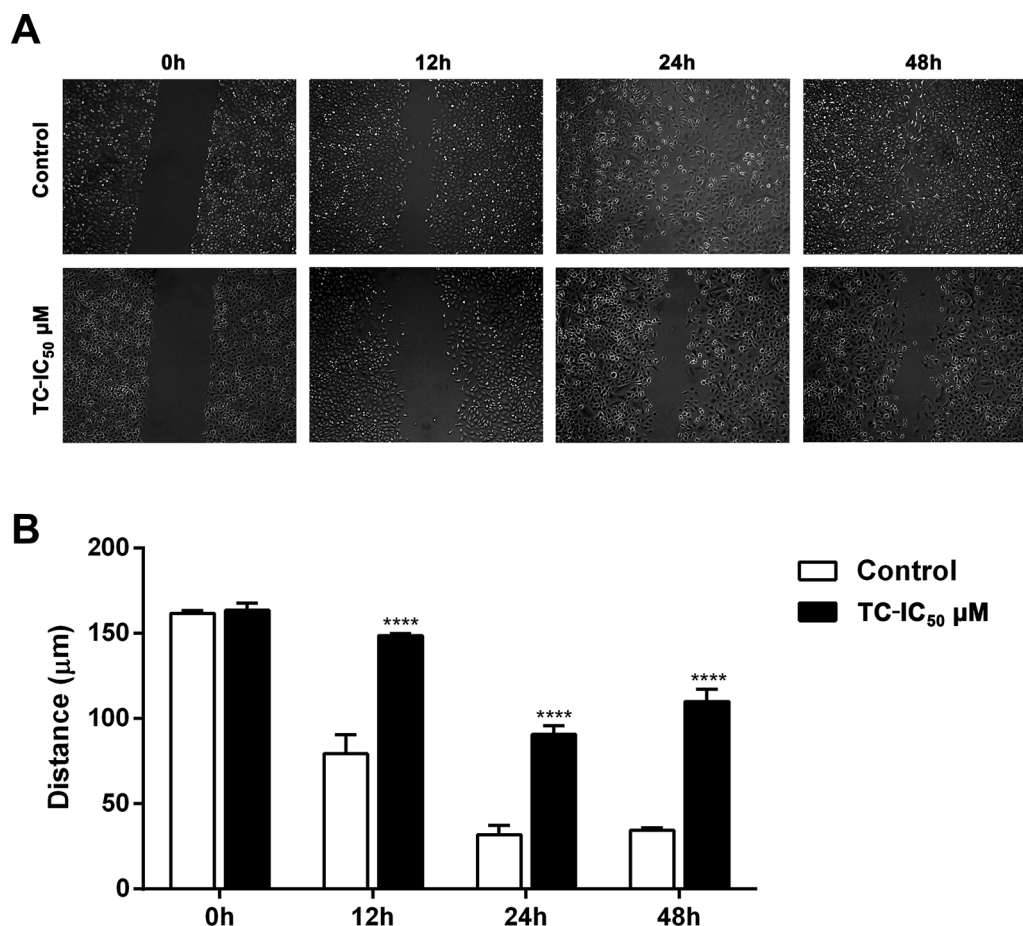 A
0h 12h 24h 48h
Control
TC-IC₅₀ µM
B
Distance (µm)
200
150
100
50
0
****
****
****
0h 12h 24h 48h
Control
TC-IC₅₀ µM